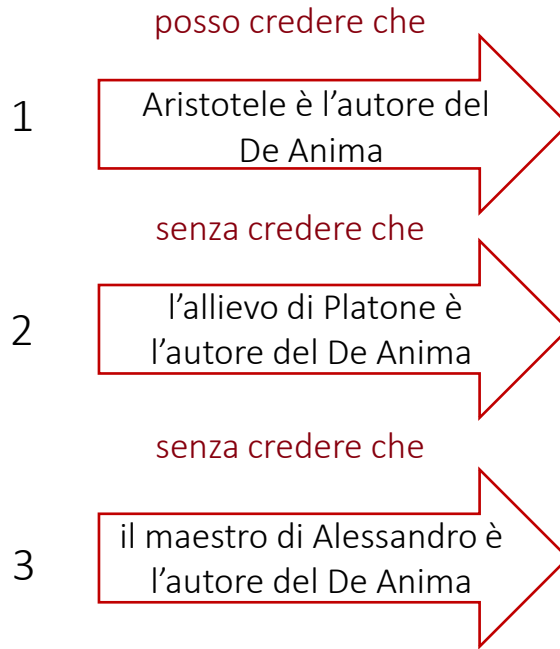 posso credere che
1
Aristotele è l’autore del
De Anima
senza credere che
2
l’allievo di Platone è
l’autore del De Anima
senza credere che
3
il maestro di Alessandro è
l’autore del De Anima